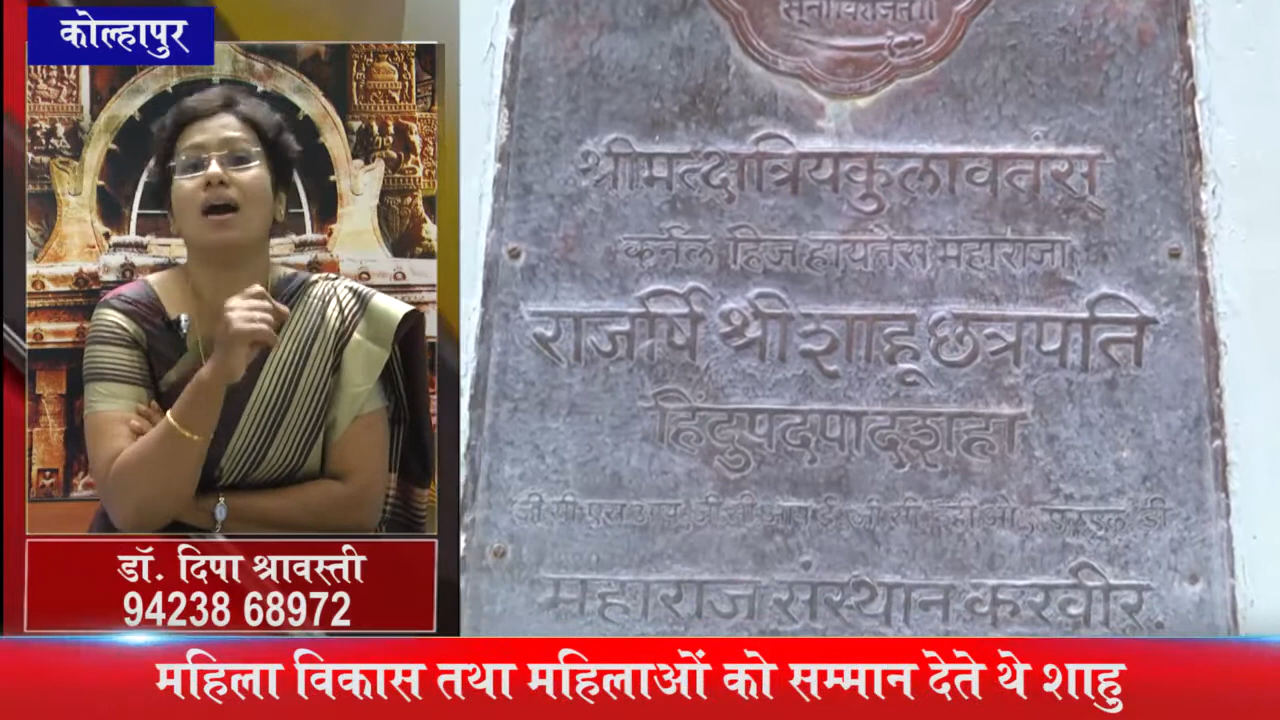 कोल्हापुर
डॉ. दिपा श्रावस्ती
94238 68972
श्रीमत्क्षत्रियकुलावतंस्
कर्नल हिज हायनेस महाराजा
राजर्षि श्री शाहू छत्रपति
हिंदुपदपादशहा
महाराज संस्थान करवीर.
महिला विकास तथा महिलाओं को सम्मान देते थे शाहु